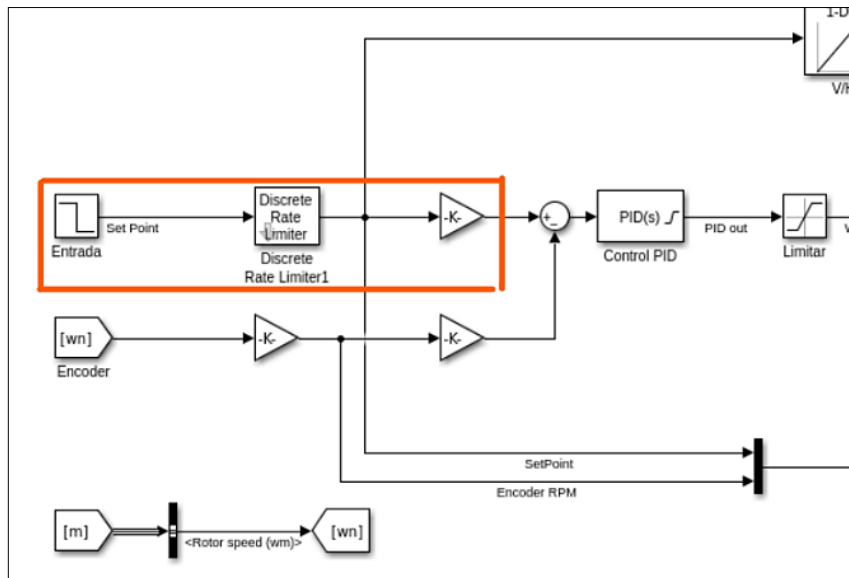 1-D
Set Point
Entrada
Discrete
Rate
Limiter
Discrete
Rate Limiter1
-K-
+
-
PID(s)
Control PID
PID out
Limitar
[wn]
Encoder
-K-
-K-
SetPoint
Encoder RPM
[m]
<Rotor speed (wm)>
[wn]